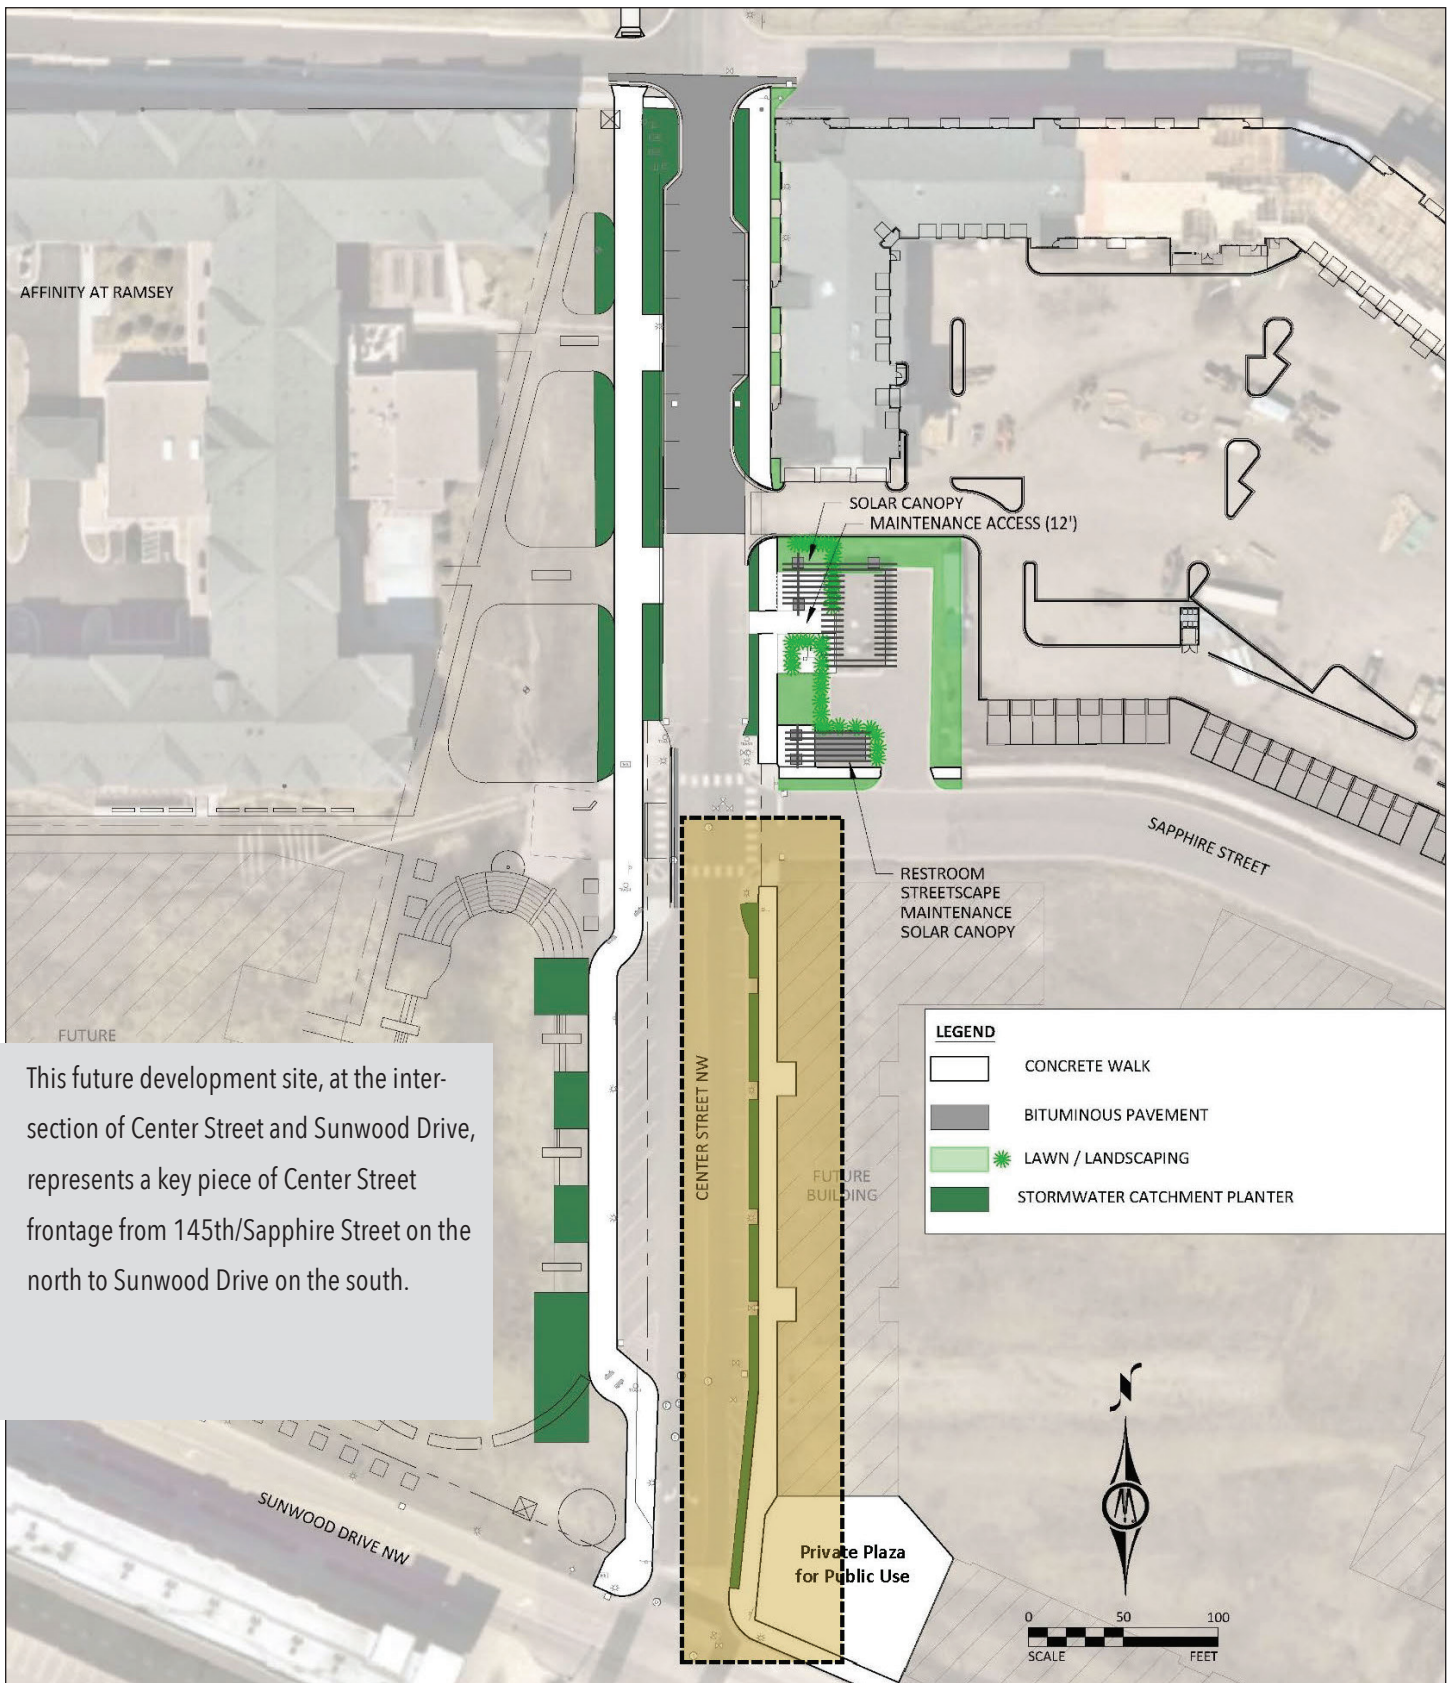 AFFINITY AT RAMSEY
SOLAR CANOPY
MAINTENANCE ACCESS (12')
SAPPHIRE STREET
RESTROOM
STREETSCAPE
MAINTENANCE
SOLAR CANOPY
FUTURE
This future development site, at the inter-
section of Center Street and Sunwood Drive,
represents a key piece of Center Street
frontage from 145th/Sapphire Street on the
north to Sunwood Drive on the south.
CENTER STREET NW
FUTURE
BUILDING
LEGEND
CONCRETE WALK
BITUMINOUS PAVEMENT
LAWN / LANDSCAPING
STORMWATER CATCHMENT PLANTER
SUNWOOD DRIVE NW
Private Plaza
for Public Use
N
0 50 100
SCALE FEET